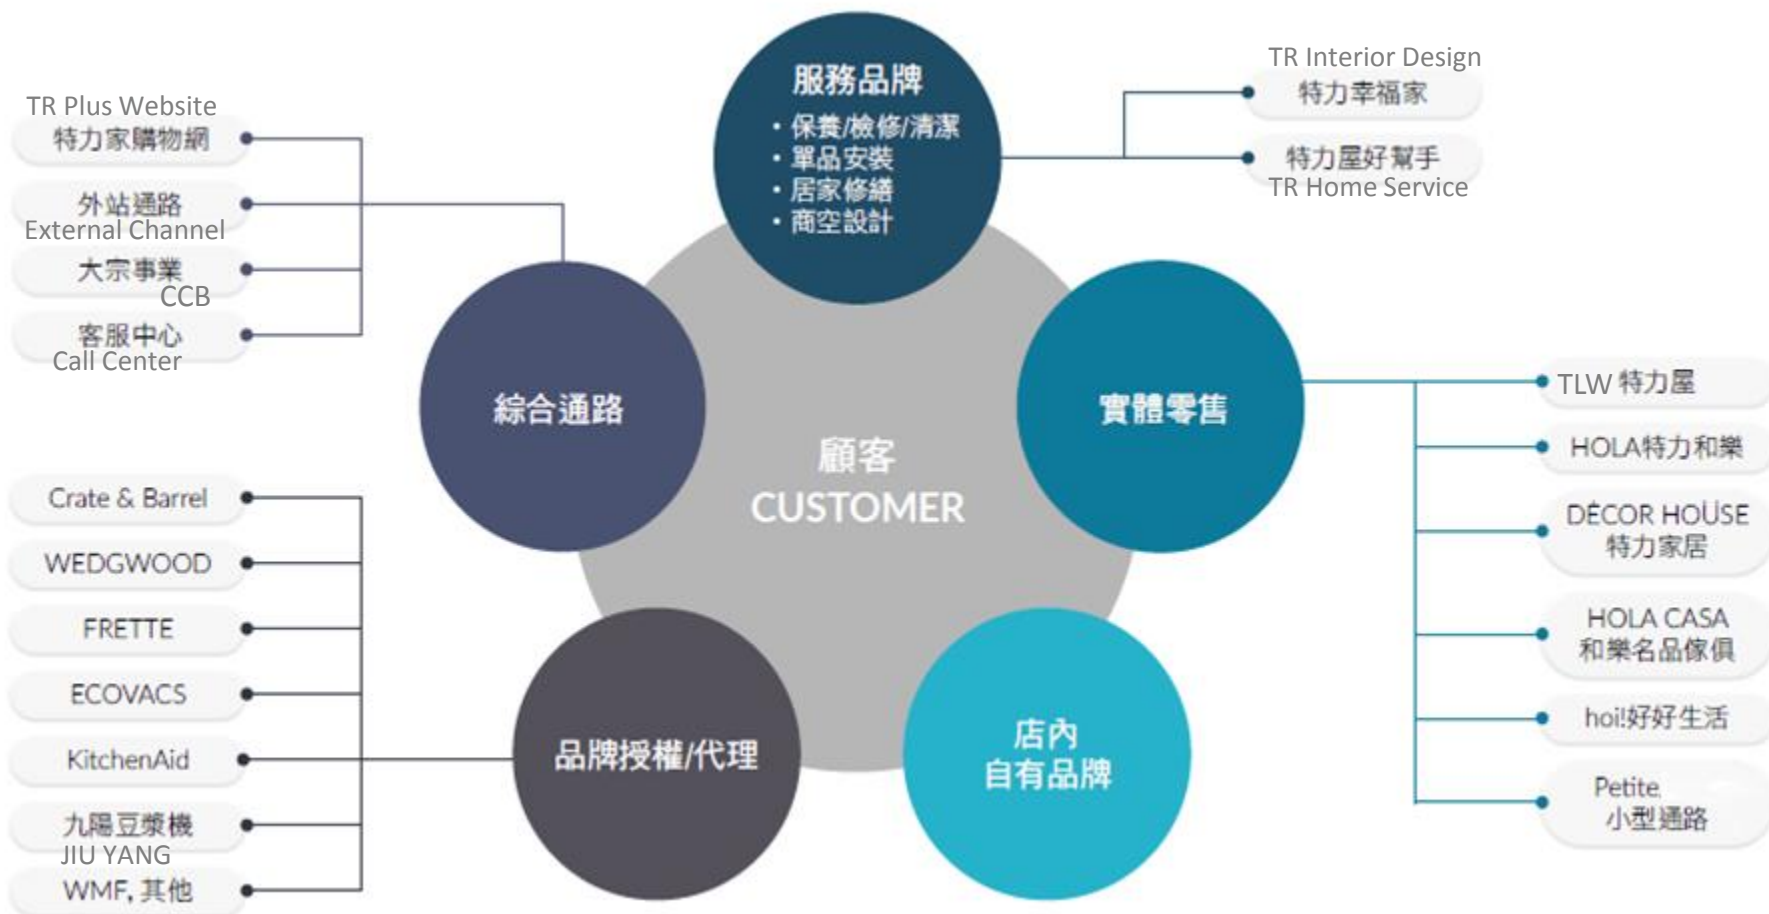 服務品牌
・保養/檢修/清潔
・單品安裝
・居家修繕
・商空設計
TR Interior Design
特力幸福家
特力屋好幫手
TR Home Service
TR Plus Website
特力家購物網
外站通路
External Channel
大宗事業
CCB
客服中心
Call Center
綜合通路
顧客
CUSTOMER
實體零售
TLW 特力屋
HOLA特力和樂
DÉCOR HOÜSE
特力家居
HOLA CASA
和樂名品傢俱
hoi!好好生活
Petite
小型通路
Crate & Barrel
WEDGWOOD
FRETTE
ECOVACS
KitchenAid
九陽豆漿機
JIU YANG
WMF, 其他
品牌授權/代理
店內
自有品牌